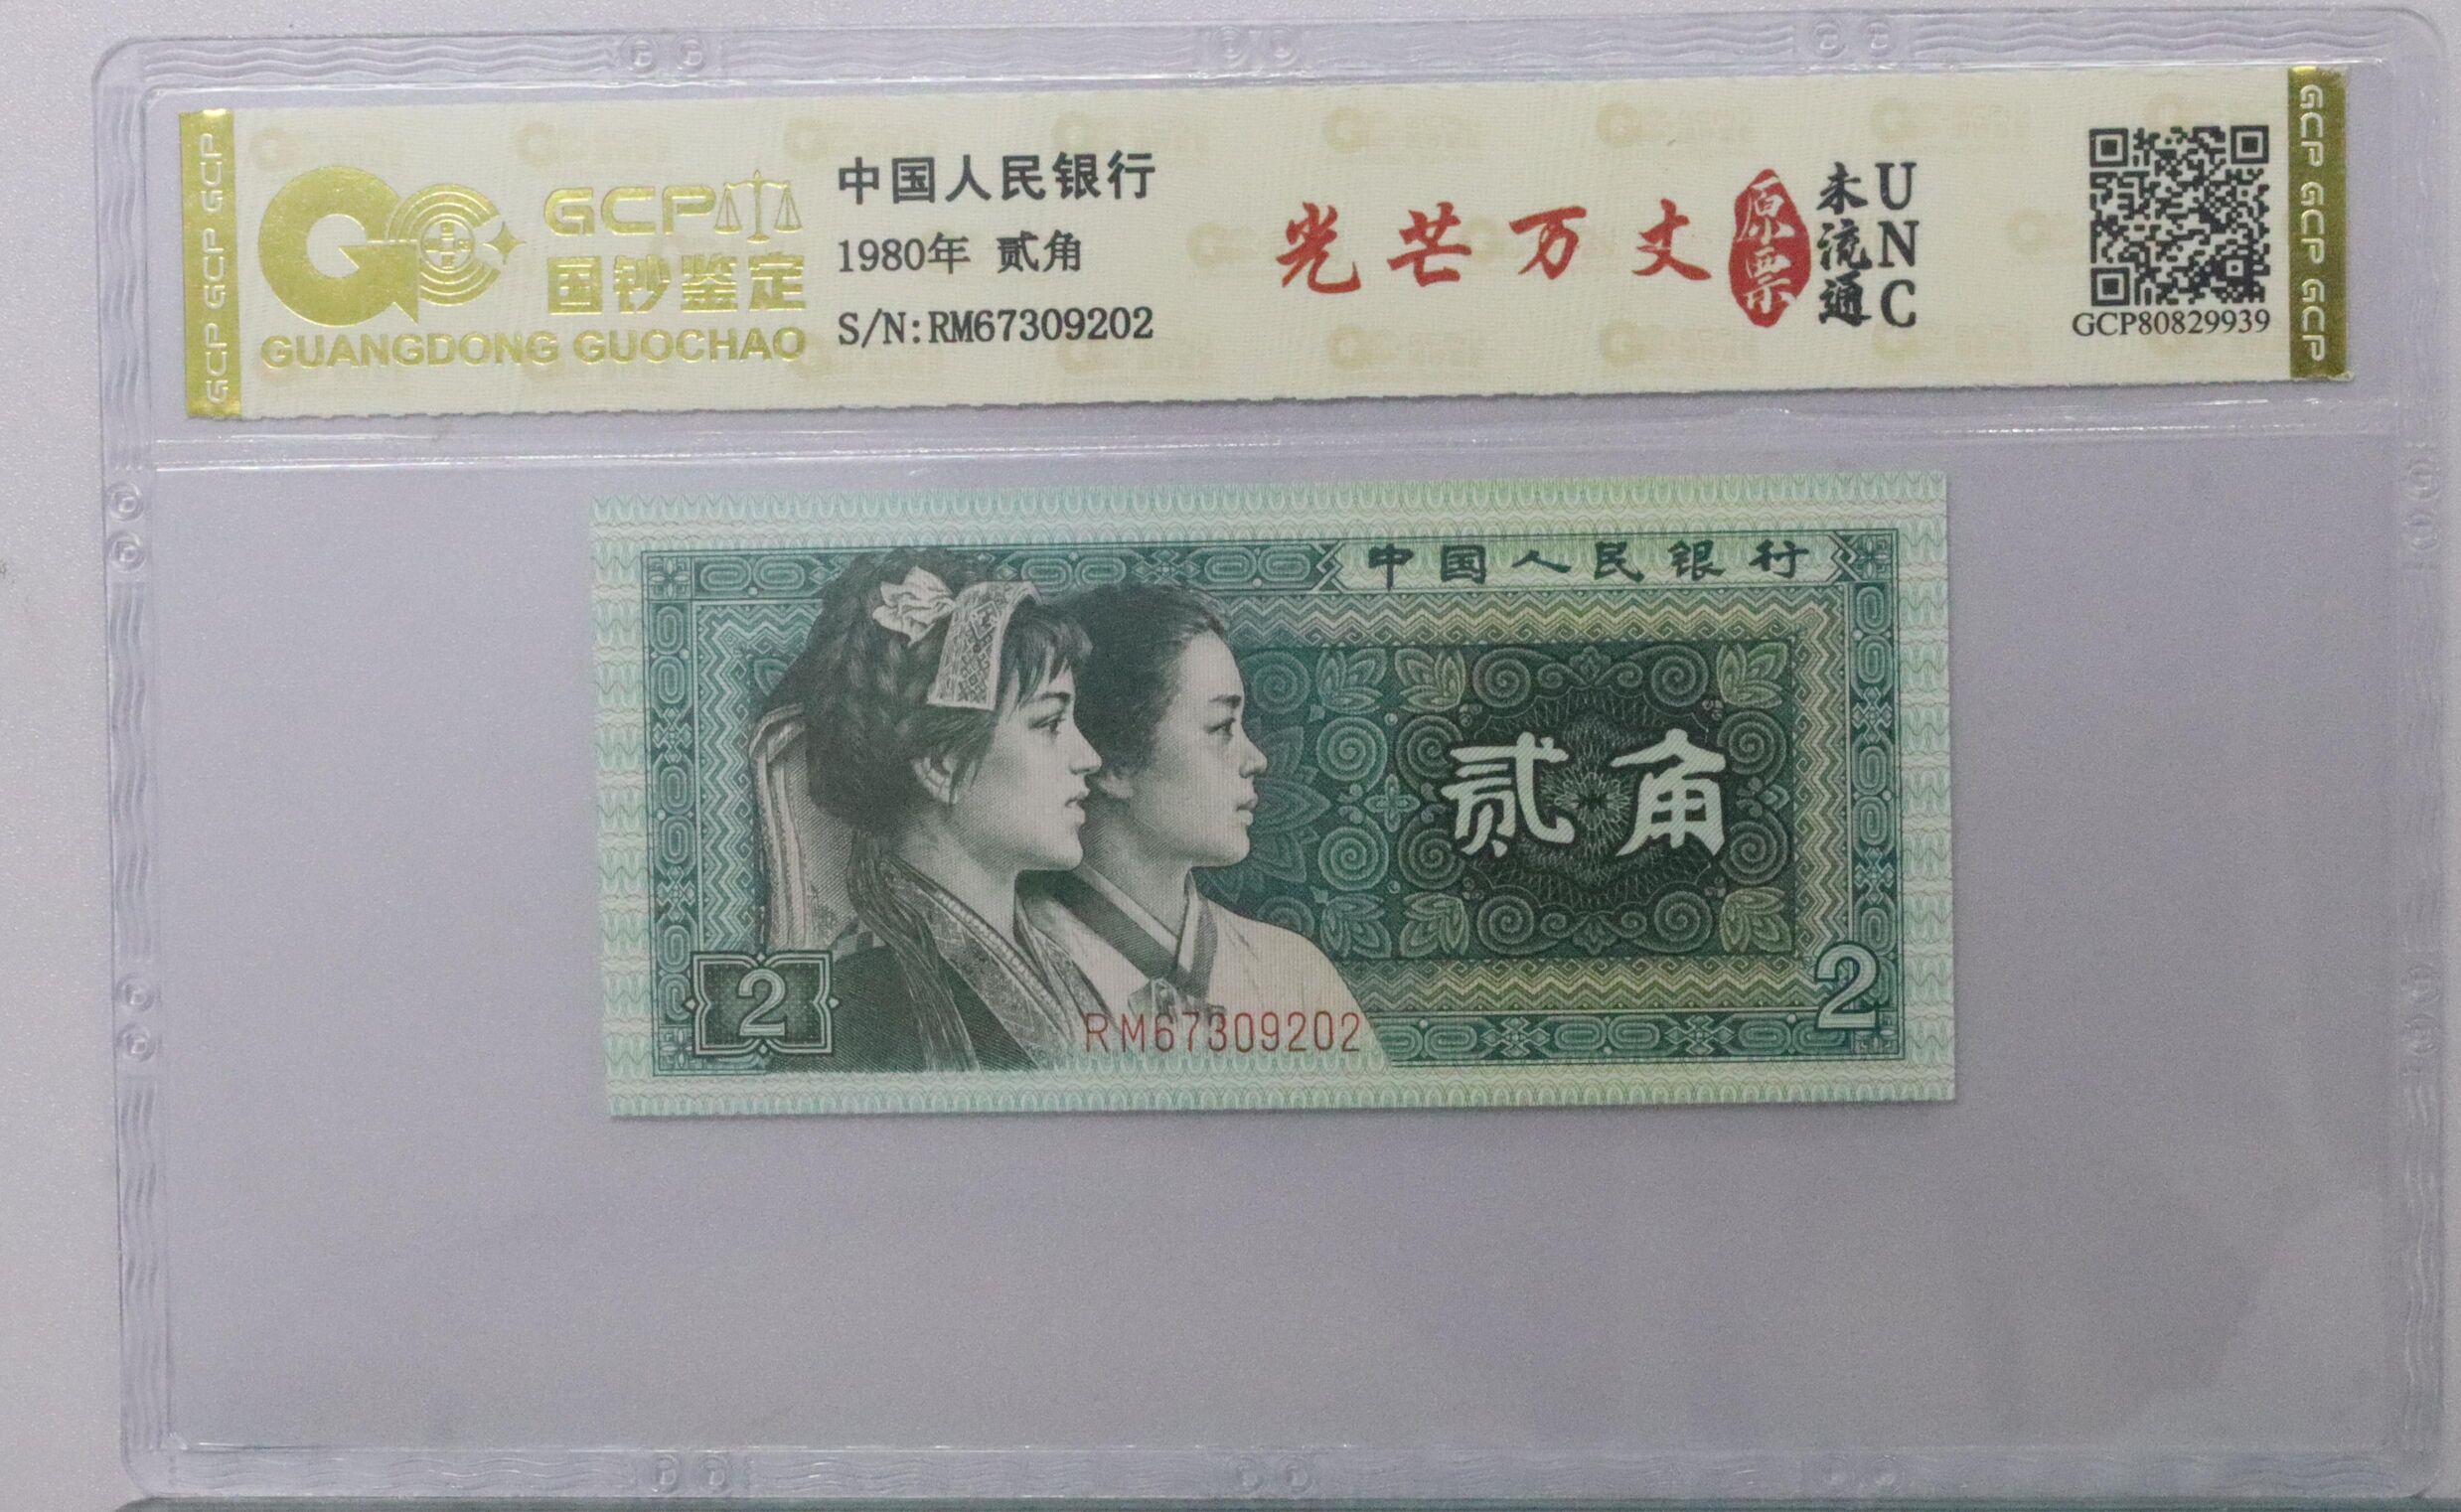 GCP GCP GCP
GCP
国钞鉴定
GUANGDONG GUOCHAO
中国人民银行
1980年 贰角
S/N:RM67309202
光芒万丈
原票
未流通
UNC
GCP80829939
GCP GCP GCP
中国人民银行
贰角
2
2
RM67309202